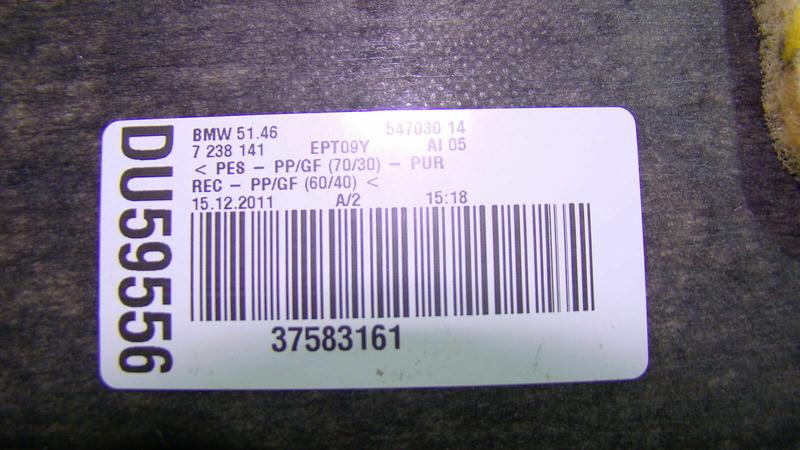 BMW 51.46 547030 14
7 238 141 EPT09Y AI 05
< PES - PP/GF (70/30) - PUR
REC - PP/GF (60/40) <
15.12.2011 A/2 15:18
37583161
DU59556